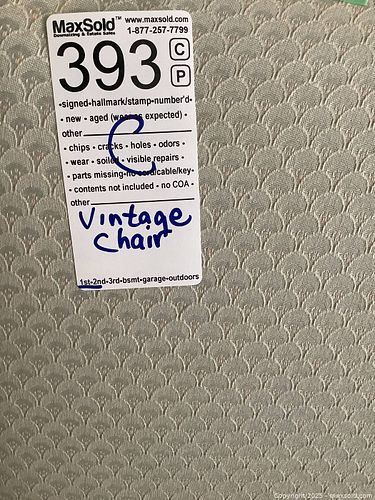 MaxSold™ www.maxsold.com
Downsizing & Estate Sales 1-877-257-7799
393 C
P
•signed•hallmark/stamp•number'd•
• new • aged (wear as expected) •
other
• chips • cracks • holes • odors •
• wear • soiled • visible repairs •
• parts missing•no cord/cable/key•
• contents not included • no COA •
other
C
Vintage
Chair
1st-2nd-3rd-bsmt-garage-outdoors
Copyright 2025 - maxsold.com